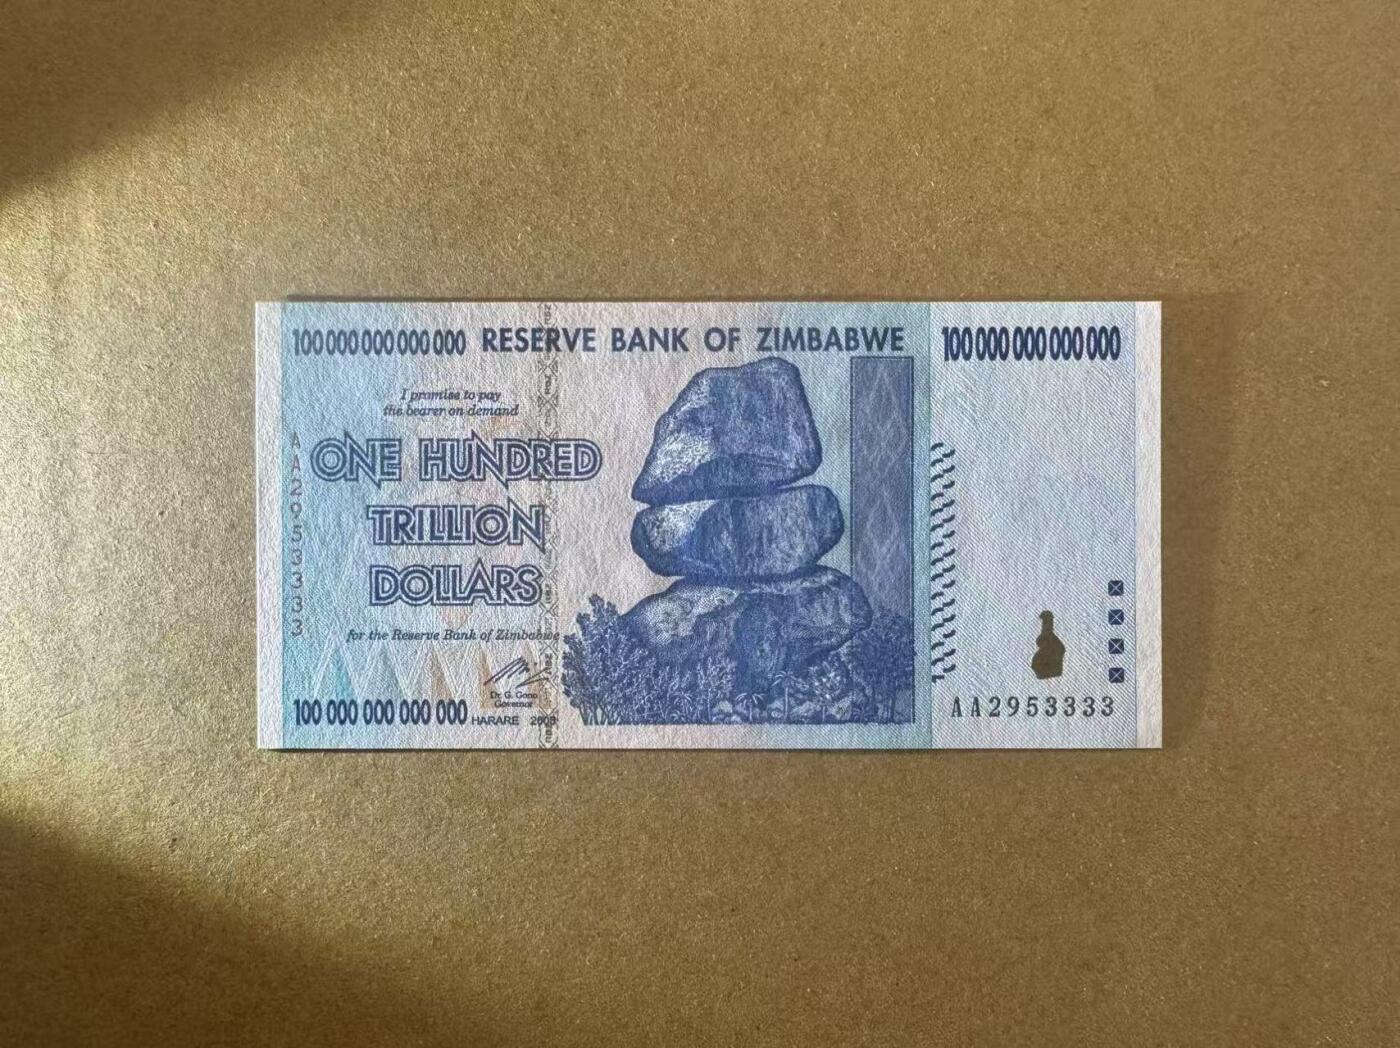 100 000 000 000 000 RESERVE BANK OF ZIMBABWE 100 000 000 000 000
I promise to pay
the bearer on demand
ONE HUNDRED
TRILLION
DOLLARS
for the Reserve Bank of Zimbabwe
Dr. G. Gono
Governor
100 000 000 000 000 HARARE 2008
AA2953333
AA2953333